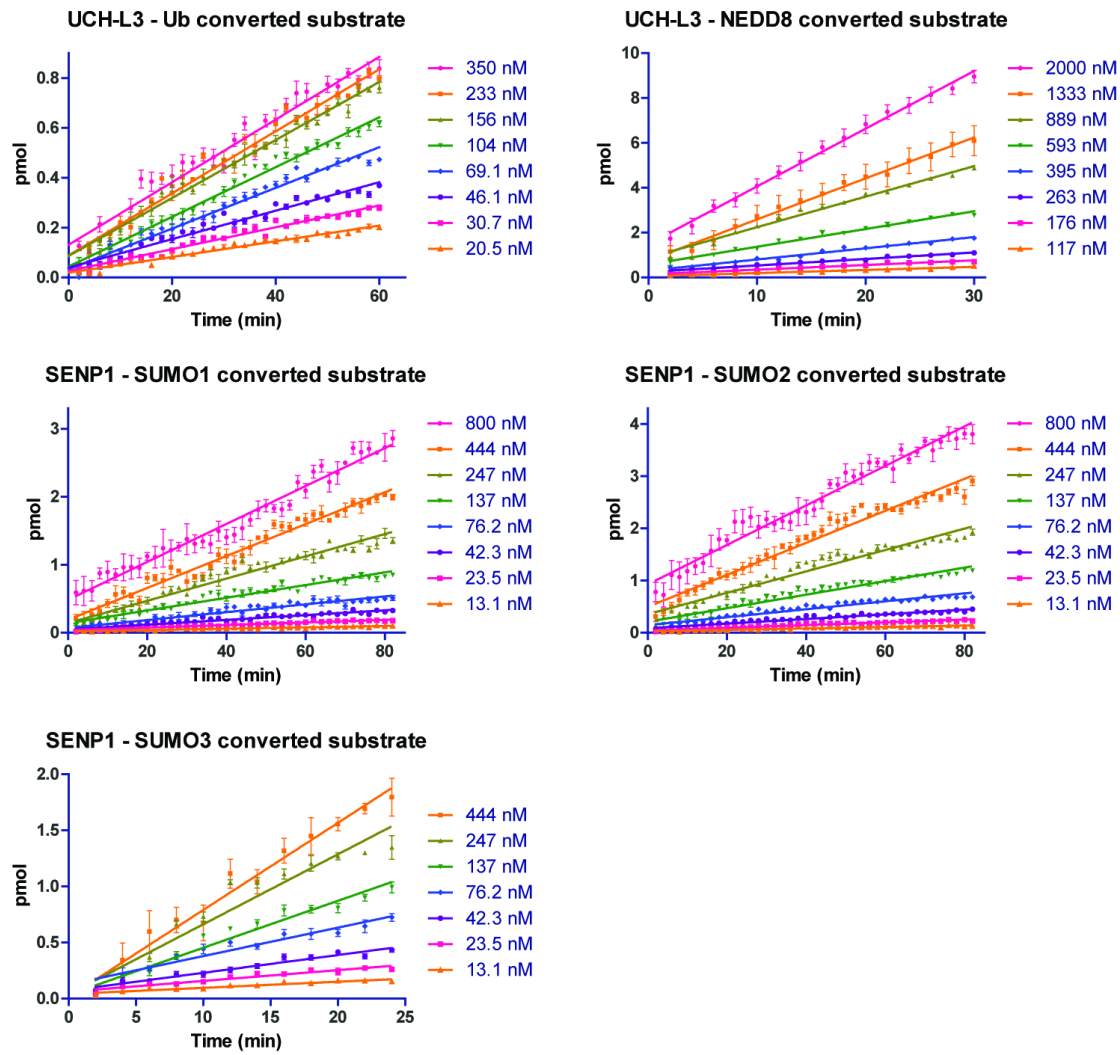 UCH-L3 - Ub converted substrate
pmol
0.8
0.6
0.4
0.2
0.0
0
20
40
60
Time (min)
350 nM
233 nM
156 nM
104 nM
69.1 nM
46.1 nM
30.7 nM
20.5 nM
UCH-L3 - NEDD8 converted substrate
pmol
10
8
6
4
2
0
0
10
20
30
Time (min)
2000 nM
1333 nM
889 nM
593 nM
395 nM
263 nM
176 nM
117 nM
SENP1 - SUMO1 converted substrate
pmol
3
2
1
0
0
20
40
60
80
Time (min)
800 nM
444 nM
247 nM
137 nM
76.2 nM
42.3 nM
23.5 nM
13.1 nM
SENP1 - SUMO2 converted substrate
pmol
4
3
2
1
0
0
20
40
60
80
Time (min)
800 nM
444 nM
247 nM
137 nM
76.2 nM
42.3 nM
23.5 nM
13.1 nM
SENP1 - SUMO3 converted substrate
pmol
2.0
1.5
1.0
0.5
0.0
0
5
10
15
20
25
Time (min)
444 nM
247 nM
137 nM
76.2 nM
42.3 nM
23.5 nM
13.1 nM